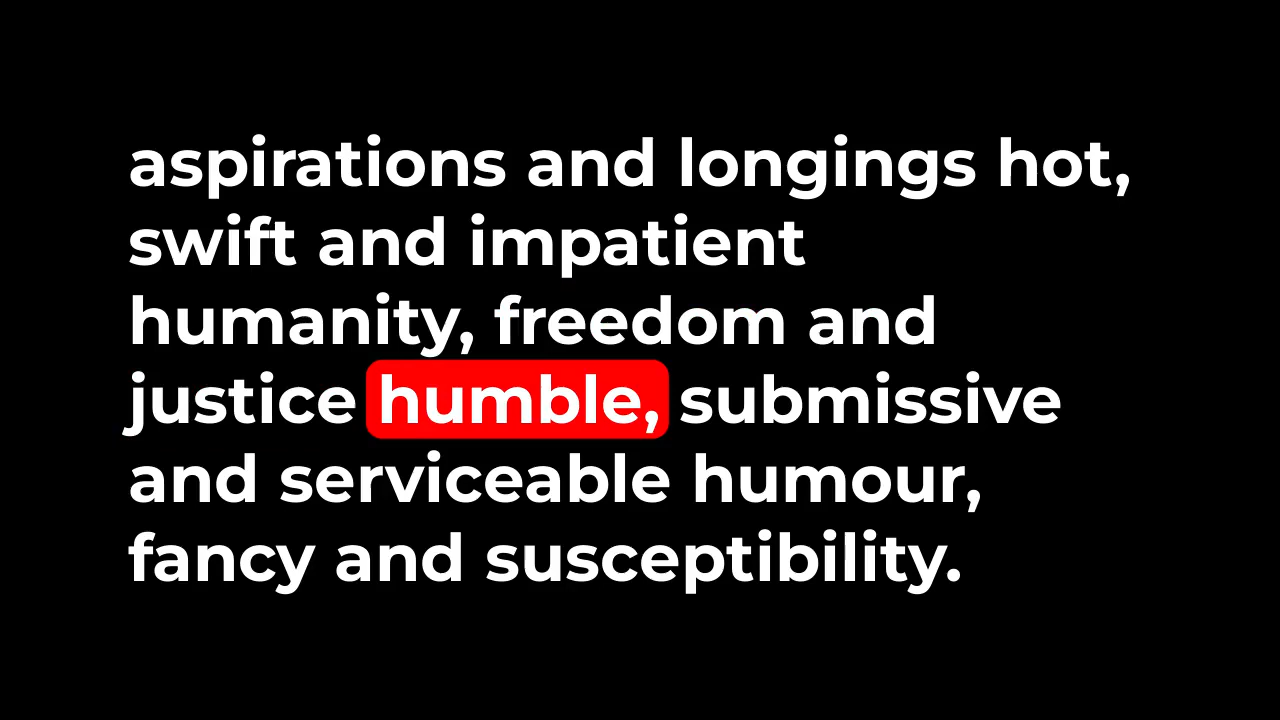 aspirations and longings hot,
swift and impatient
humanity, freedom and
justice humble, submissive
and serviceable humour,
fancy and susceptibility.